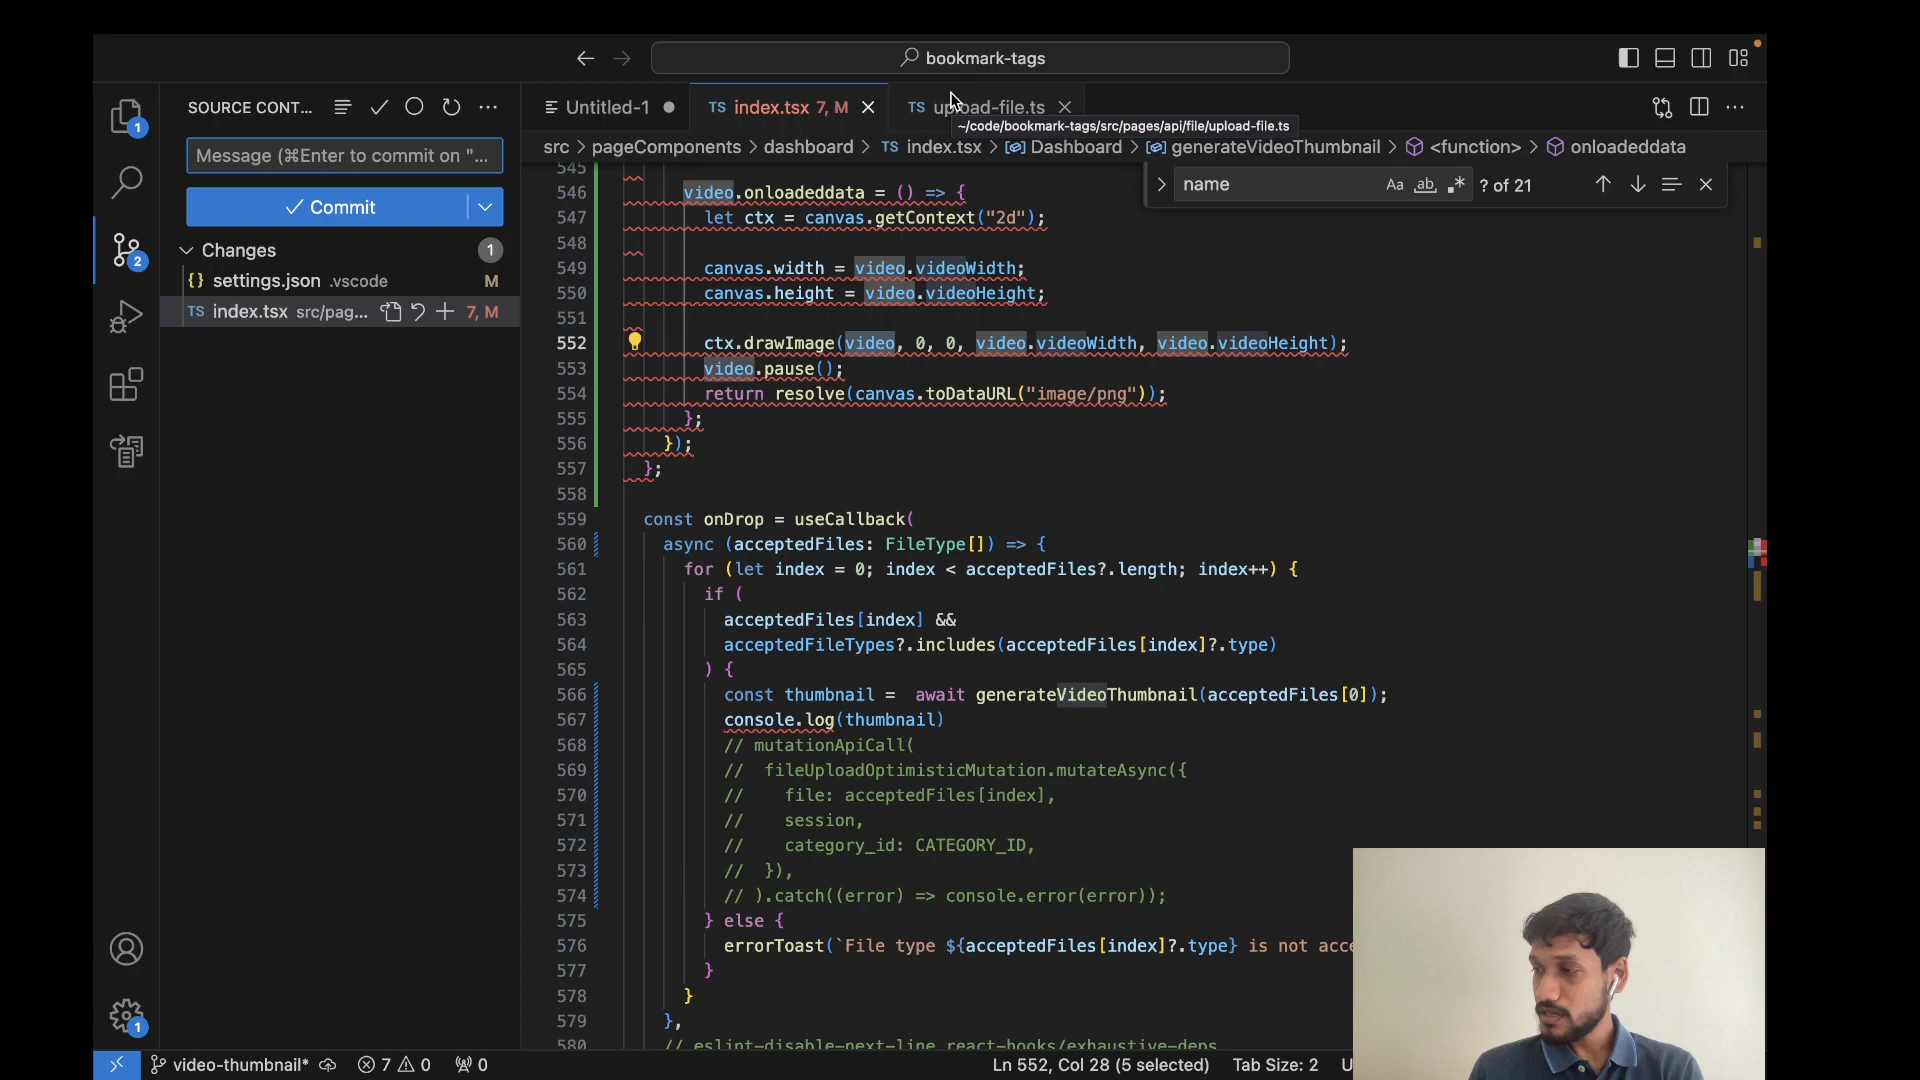 bookmark-tags
SOURCE CONT...
Untitled-1
TS index.tsx 7, M
TS upload-file.ts
~/code/bookmark-tags/src/pages/api/file/upload-file.ts
src > pageComponents > dashboard > TS index.tsx > Dashboard > generateVideoThumbnail > <function> > onloadeddata
Message (⌘Enter to commit on "...
Commit
Changes
1
{} settings.json .vscode M
TS index.tsx src/pag... 7, M
1
2
1
name
Aa ab .* ? of 21
545
546 video.onloadeddata = () => {
547 let ctx = canvas.getContext("2d");
548
549 canvas.width = video.videoWidth;
550 canvas.height = video.videoHeight;
551
552 ctx.drawImage(video, 0, 0, video.videoWidth, video.videoHeight);
553 video.pause();
554 return resolve(canvas.toDataURL("image/png"));
555 };
556 });
557 };
558
559 const onDrop = useCallback(
560 async (acceptedFiles: FileType[]) => {
561 for (let index = 0; index < acceptedFiles?.length; index++) {
562 if (
563 acceptedFiles[index] &&
564 acceptedFileTypes?.includes(acceptedFiles[index]?.type)
565 ) {
566 const thumbnail =  await generateVideoThumbnail(acceptedFiles[0]);
567 console.log(thumbnail)
568 // mutationApiCall(
569 //  fileUploadOptimisticMutation.mutateAsync({
570 //    file: acceptedFiles[index],
571 //    session,
572 //    category_id: CATEGORY_ID,
573 //  }),
574 // ).catch((error) => console.error(error));
575 } else {
576 errorToast(`File type ${acceptedFiles[index]?.type} is not acce
577 }
578 }
579 },
580 // eslint-disable-next-line react-hooks/exhaustive-deps
video-thumbnail* 7 0 0
Ln 552, Col 28 (5 selected) Tab Size: 2 U